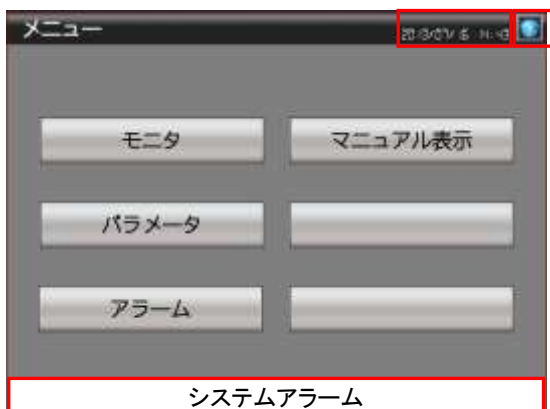 メニュー
モニタ
マニュアル表示
パラメータ
アラーム
システムアラーム